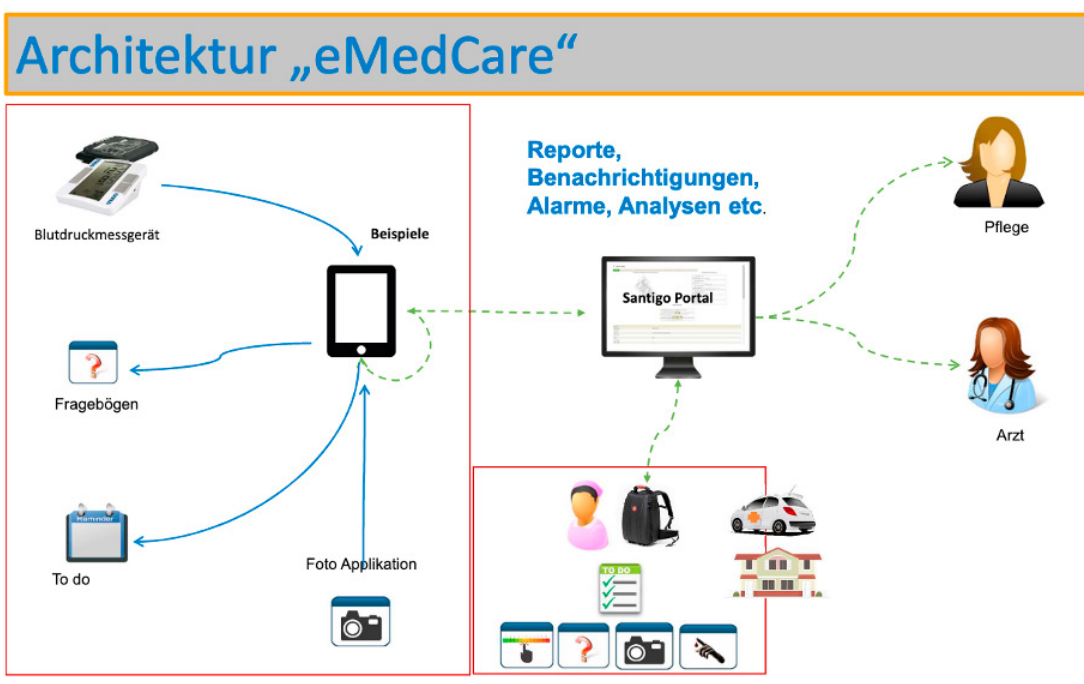 Architektur „eMedCare“
Reporte,
Benachrichtigungen,
Alarme, Analysen etc.
Pflege
Blutdruckmessgerät
Beispiele
Santigo Portal
Fragebögen
Arzt
Reminder
To do
Foto Applikation
TO DO